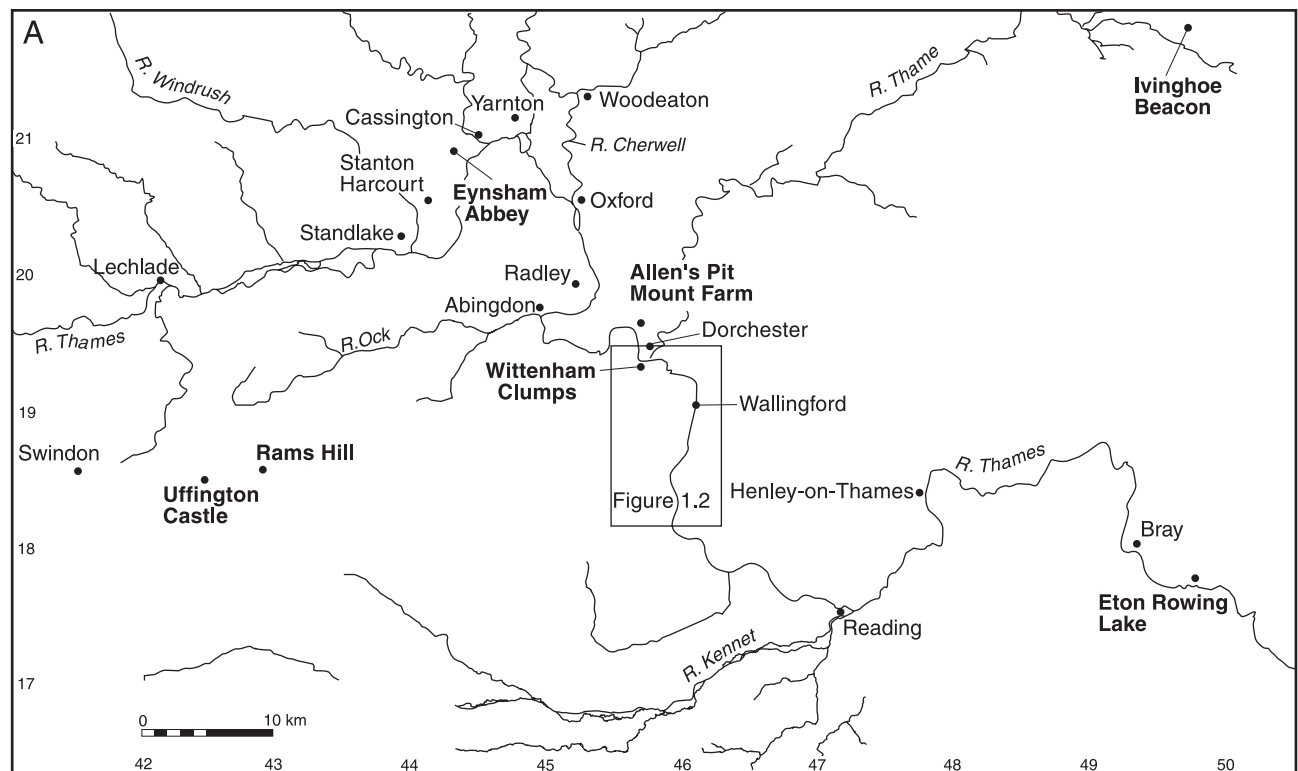 A
R. Windrush
R. Thame
Ivinghoe
Beacon
Yarnton
Woodeaton
Cassington
21
R. Cherwell
Stanton
Harcourt
Eynsham
Abbey
Oxford
Standlake
Lechlade
20
Radley
Allen's Pit
Mount Farm
Abingdon
R. Thames
R.Ock
Dorchester
Wittenham
Clumps
19
Wallingford
Swindon
Rams Hill
R. Thames
Uffington
Castle
Figure 1.2
Henley-on-Thames
18
Bray
Eton Rowing
Lake
Reading
R. Kennet
17
0
10 km
42
43
44
45
46
47
48
49
50